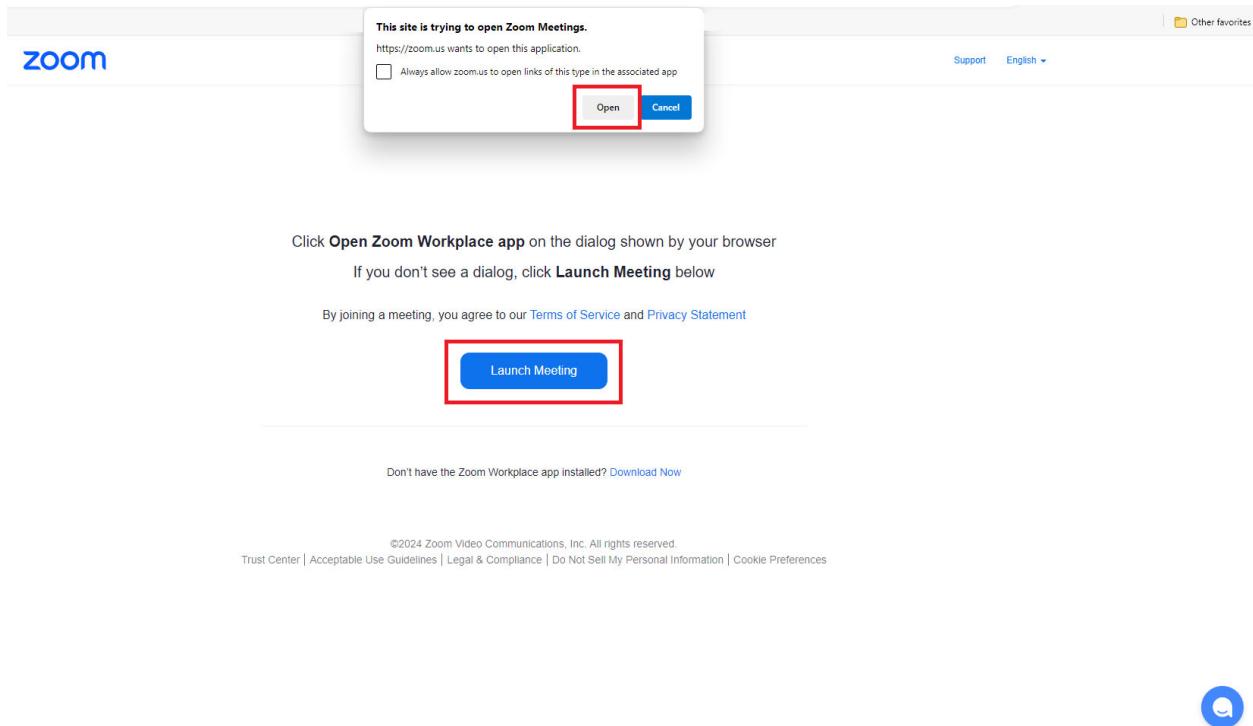 This site is trying to open Zoom Meetings.
Other favorites
https://zoom.us wants to open this application.
zoom
Support English
Always allow zoom.us to open links of this type in the associated app
Open Cancel
Click Open Zoom Workplace app on the dialog shown by your browser
If you don't see a dialog, click Launch Meeting below
By joining a meeting, you agree to our Terms of Service and Privacy Statement
Launch Meeting
Don't have the Zoom Workplace app installed? Download Now
©2024 Zoom Video Communications, Inc. All rights reserved.
Trust Center | Acceptable Use Guidelines | Legal & Compliance | Do Not Sell My Personal Information | Cookie Preferences